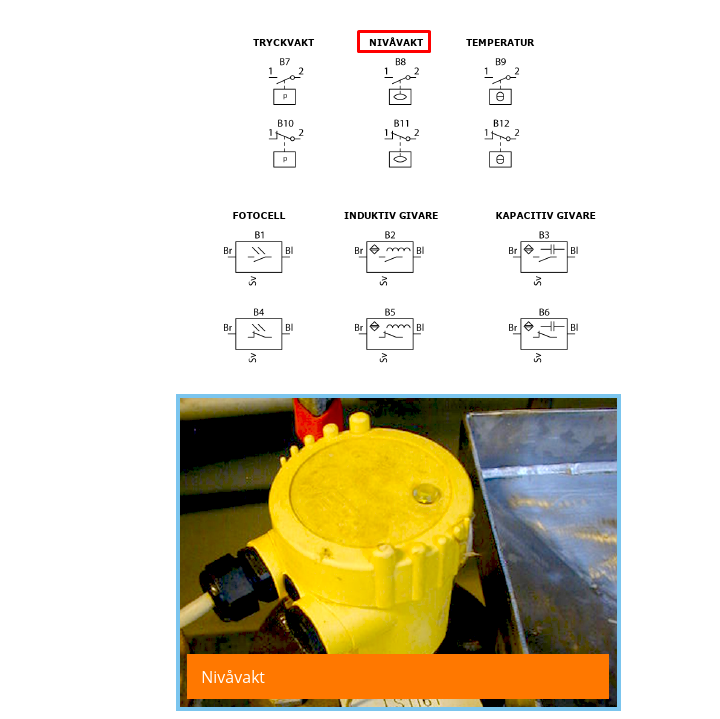 TRYCKVAKT NIVÅVAKT TEMPERATUR
B7 B8 B9
1 2 1 2 1 2
p
B10 B11 B12
1 2 1 2 1 2
p
FOTOCELL INDUKTIV GIVARE KAPACITIV GIVARE
B1 B2 B3
Br Bl Br Bl Br Bl
Sv Sv Sv
B4 B5 B6
Br Bl Br Bl Br Bl
Sv Sv Sv
Nivåvakt